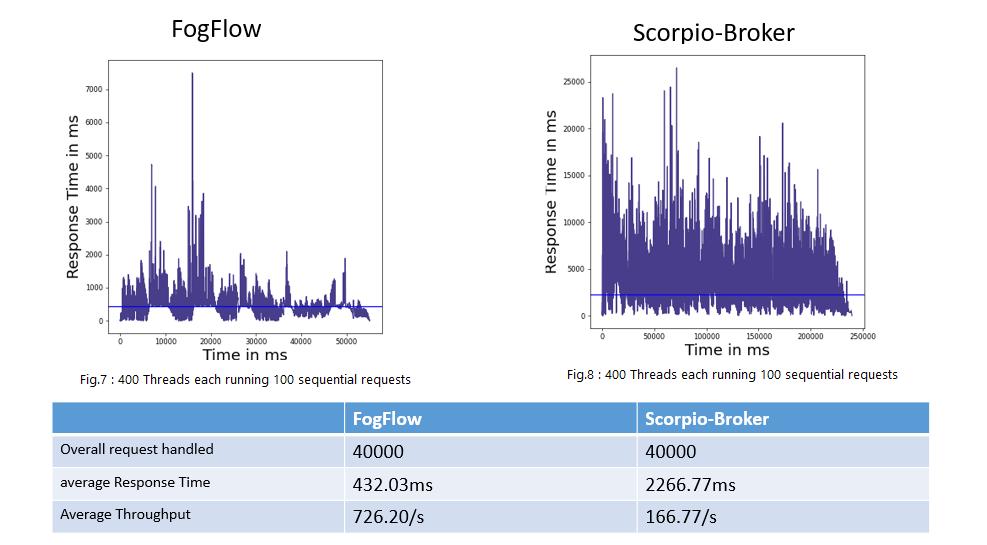 FogFlow
Scorpio-Broker
Response Time in ms
7000
6000
5000
4000
3000
2000
1000
0
0 10000 20000 30000 40000 50000
Time in ms
Fig.7 : 400 Threads each running 100 sequential requests
Response Time in ms
25000
20000
15000
10000
5000
0
0 50000 100000 150000 200000 250000
Time in ms
Fig.8 : 400 Threads each running 100 sequential requests
FogFlow Scorpio-Broker
Overall request handled 40000 40000
average Response Time 432.03ms 2266.77ms
Average Throughput 726.20/s 166.77/s